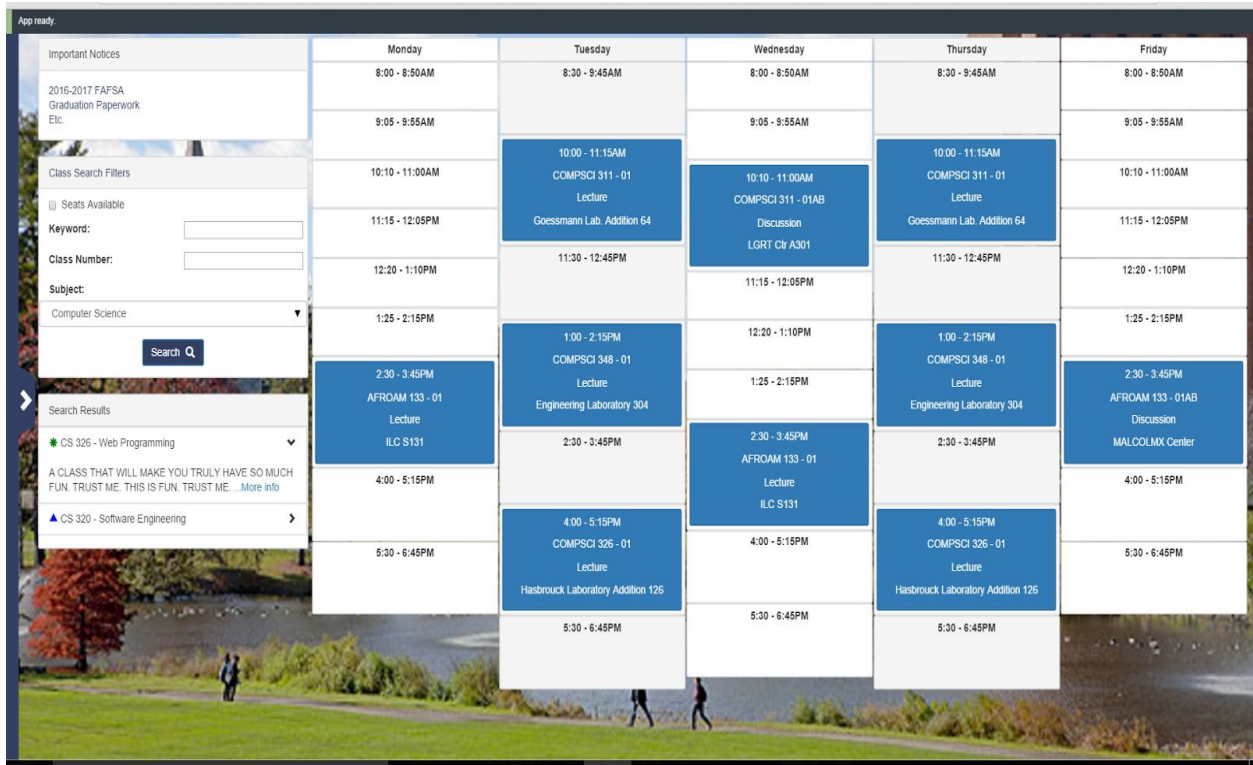 App ready.
Important Notices
2016-2017 FAFSA
Graduation Paperwork
Etc.
Class Search Filters
Seats Available
Keyword:
Class Number:
Subject:
Computer Science
Search
Search Results
CS 326 - Web Programming
A CLASS THAT WILL MAKE YOU TRULY HAVE SO MUCH
FUN. TRUST ME. THIS IS FUN. TRUST ME. ...More info
CS 320 - Software Engineering
Monday
8:00 - 8:50AM
9:05 - 9:55AM
10:10 - 11:00AM
11:15 - 12:05PM
12:20 - 1:10PM
1:25 - 2:15PM
2:30 - 3:45PM
AFROAM 133 - 01
Lecture
ILC S131
4:00 - 5:15PM
5:30 - 6:45PM
Tuesday
8:30 - 9:45AM
10:00 - 11:15AM
COMPSCI 311 - 01
Lecture
Goessmann Lab. Addition 64
11:30 - 12:45PM
1:00 - 2:15PM
COMPSCI 348 - 01
Lecture
Engineering Laboratory 304
2:30 - 3:45PM
4:00 - 5:15PM
COMPSCI 326 - 01
Lecture
Hasbrouck Laboratory Addition 126
5:30 - 6:45PM
Wednesday
8:00 - 8:50AM
9:05 - 9:55AM
10:10 - 11:00AM
COMPSCI 311 - 01AB
Discussion
LGRT Ctr A301
11:15 - 12:05PM
12:20 - 1:10PM
1:25 - 2:15PM
2:30 - 3:45PM
AFROAM 133 - 01
Lecture
ILC S131
4:00 - 5:15PM
5:30 - 6:45PM
Thursday
8:30 - 9:45AM
10:00 - 11:15AM
COMPSCI 311 - 01
Lecture
Goessmann Lab. Addition 64
11:30 - 12:45PM
1:00 - 2:15PM
COMPSCI 348 - 01
Lecture
Engineering Laboratory 304
2:30 - 3:45PM
4:00 - 5:15PM
COMPSCI 326 - 01
Lecture
Hasbrouck Laboratory Addition 126
5:30 - 6:45PM
Friday
8:00 - 8:50AM
9:05 - 9:55AM
10:10 - 11:00AM
11:15 - 12:05PM
12:20 - 1:10PM
1:25 - 2:15PM
2:30 - 3:45PM
AFROAM 133 - 01AB
Discussion
MALCOLMX Center
4:00 - 5:15PM
5:30 - 6:45PM